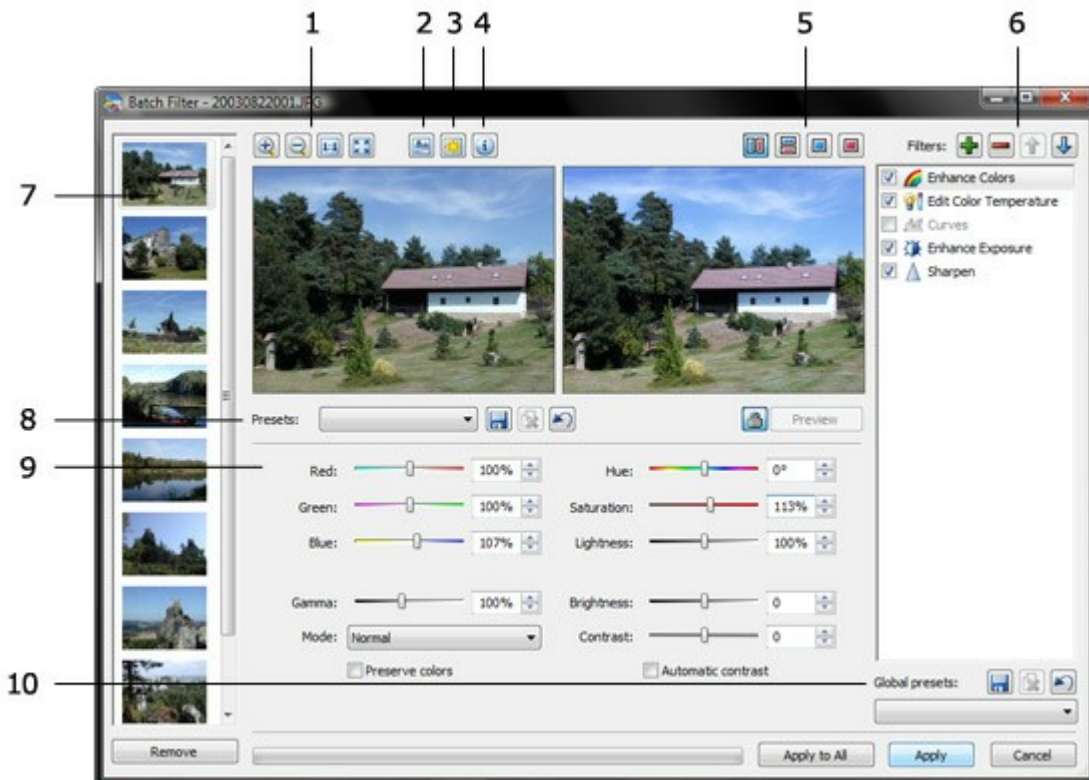 1 2 3 4 5 6
Batch Filter - 20030822001.JPG
1:1
Filters:
7
Enhance Colors
Edit Color Temperature
Curves
Enhance Exposure
Sharpen
8 Presets: Preview
9
Red: 100% Hue: 0°
Green: 100% Saturation: 113%
Blue: 107% Lightness: 100%
Gamma: 100% Brightness: 0
Mode: Normal Contrast: 0
Preserve colors Automatic contrast
10 Global presets:
Remove Apply to All Apply Cancel